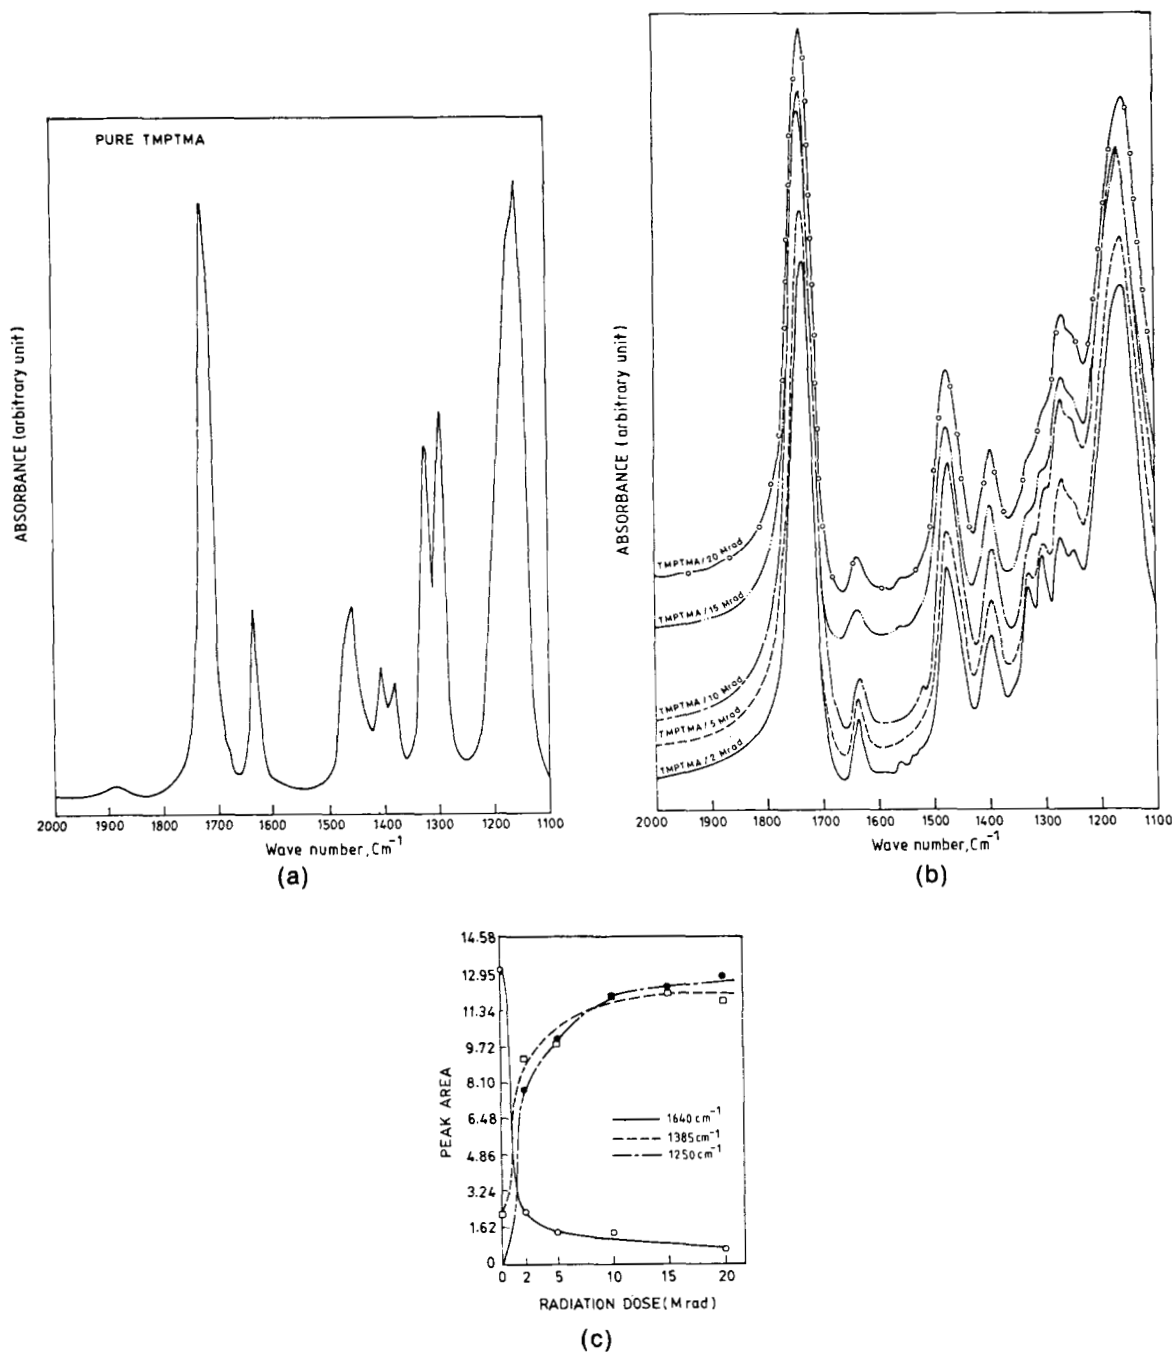 PURE TMPTMA
ABSORBANCE (arbitrary unit)
2000 1900 1800 1700 1600 1500 1400 1300 1200 1100
Wave number, Cm⁻¹
(a)
ABSORBANCE (arbitrary unit)
TMPTMA/20 Mrad
TMPTMA/15 Mrad
TMPTMA/10 Mrad
TMPTMA/5 Mrad
TMPTMA/2 Mrad
2000 1900 1800 1700 1600 1500 1400 1300 1200 1100
Wave number, Cm⁻¹
(b)
PEAK AREA
14.58
12.95
11.34
9.72
8.10
6.48
4.86
3.24
1.62
0
1640 cm⁻¹
1385 cm⁻¹
1250 cm⁻¹
0 2 5 10 15 20
RADIATION DOSE (Mrad)
(c)